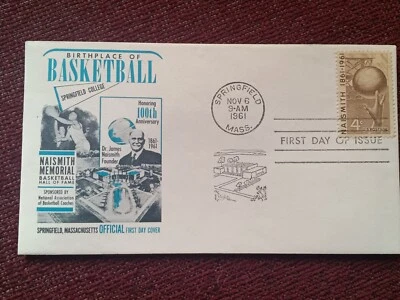 BIRTHPLACE OF
BASKETBALL
SPRINGFIELD COLLEGE
Honoring
100th
Anniversary
1861
1961
Dr. James
Naismith
Founder
NAISMITH
MEMORIAL
BASKETBALL
HALL OF FAME
SPONSORED BY
National Association
of Basketball Coaches
SPRINGFIELD, MASSACHUSETTS OFFICIAL FIRST DAY COVER
SPRINGFIELD
NOV 6
9-AM
1961
MASS.
FIRST DAY OF ISSUE
NAISMITH 1861-1961
4¢